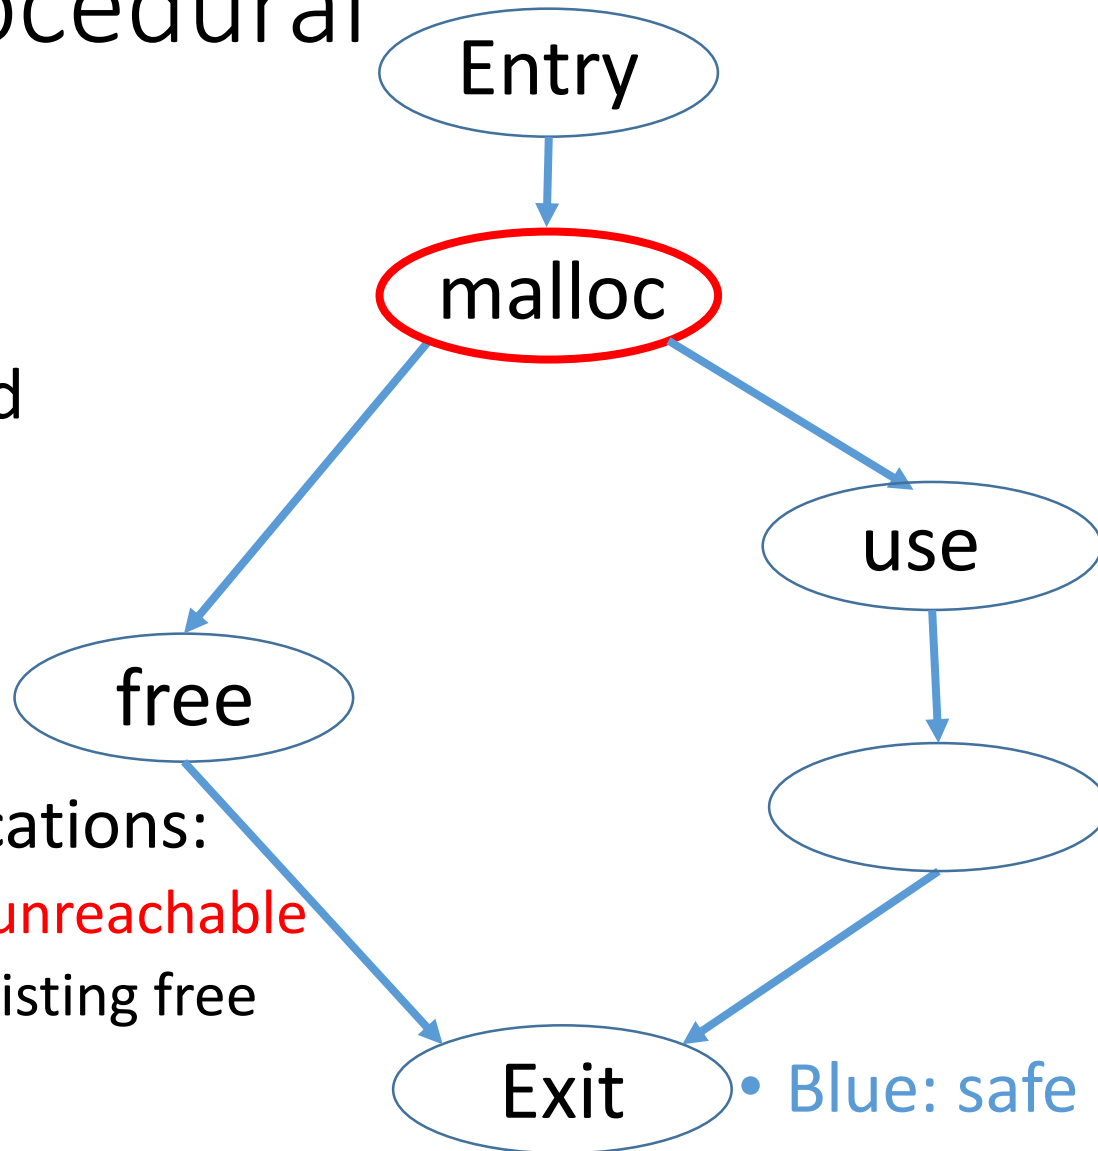 ocedural
Entry
malloc
d
use
free
cations:
unreachable
isting free
Exit
• Blue: safe